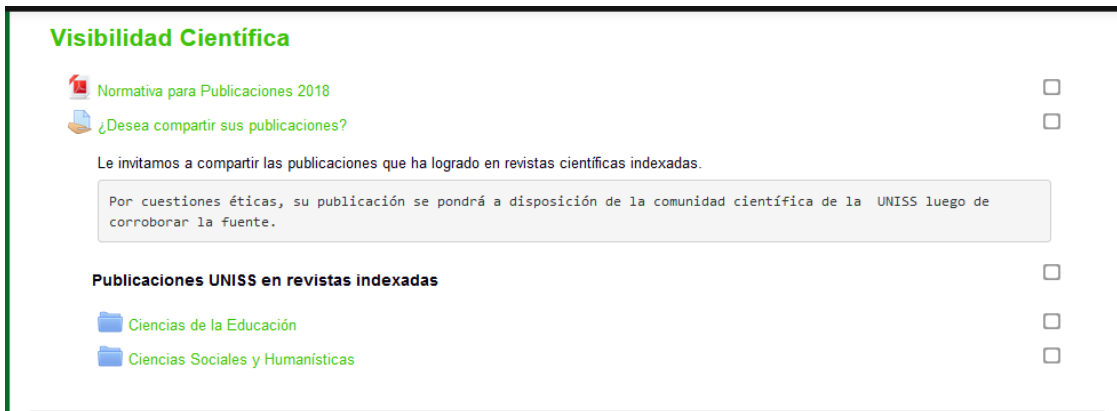 Visibilidad Científica
Normativa para Publicaciones 2018
¿Desea compartir sus publicaciones?
Le invitamos a compartir las publicaciones que ha logrado en revistas científicas indexadas.
Por cuestiones éticas, su publicación se pondrá a disposición de la comunidad científica de la  UNISS luego de
corroborar la fuente.
Publicaciones UNISS en revistas indexadas
Ciencias de la Educación
Ciencias Sociales y Humanísticas